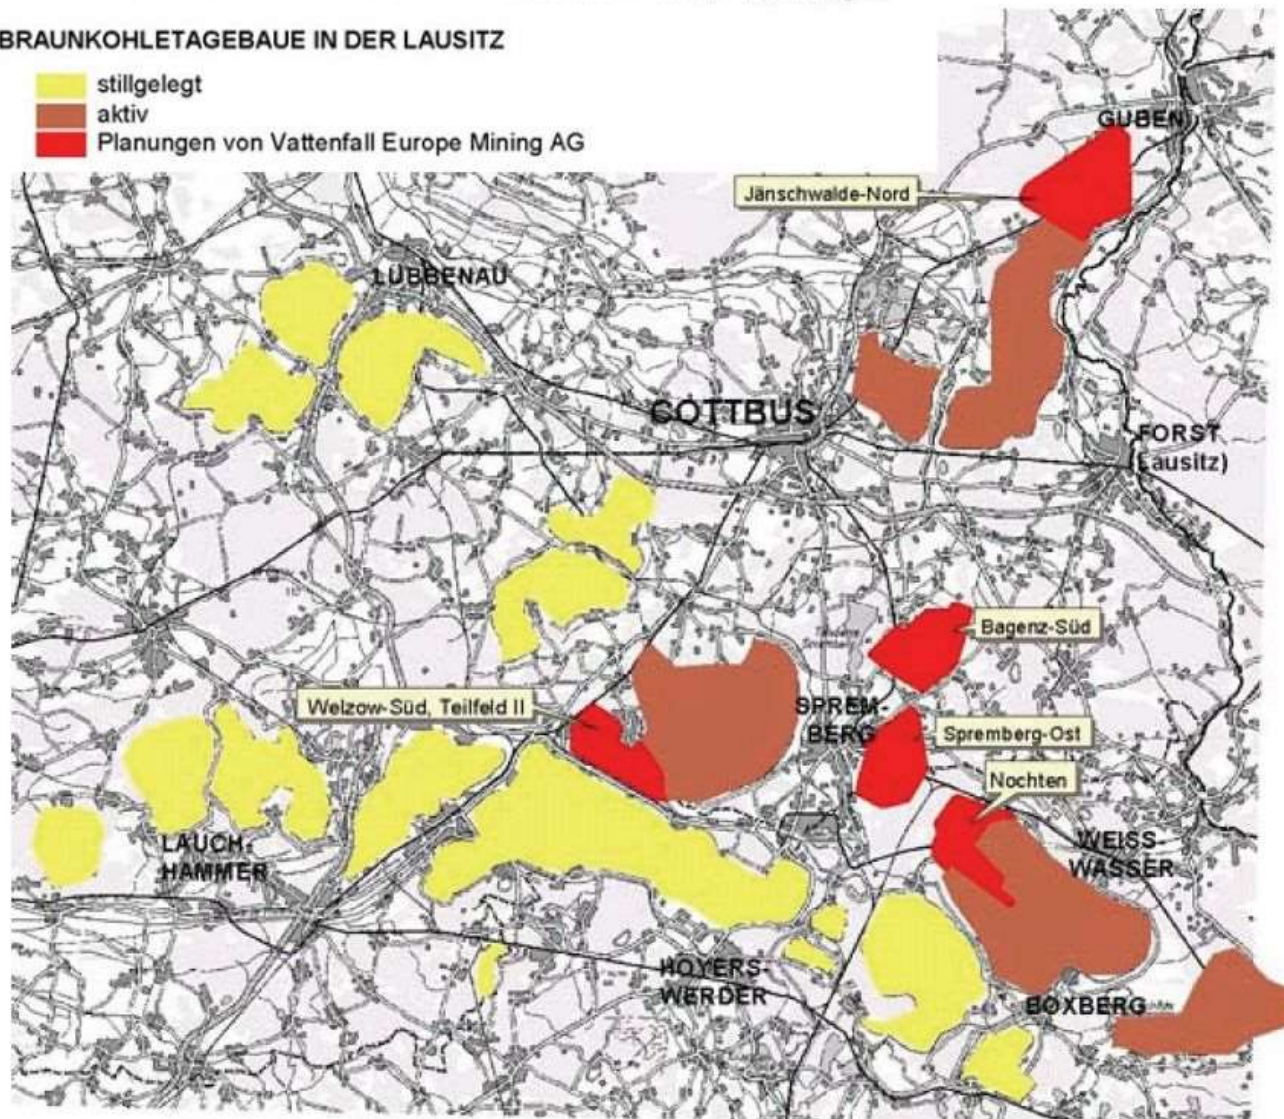 BRAUNKOHLETAGEBAUE IN DER LAUSITZ
stillgelegt
aktiv
Planungen von Vattenfall Europe Mining AG
GUBEN
Jänschwalde-Nord
LÜBBENAU
COTTBUS
FORST
(Lausitz)
Bagenz-Süd
Welzow-Süd, Teilfeld II
SPREM-
BERG
Spremberg-Ost
Nochten
LAUCH-
HAMMER
WEISS
WASSER
HOYERS-
WERDER
BOXBERG